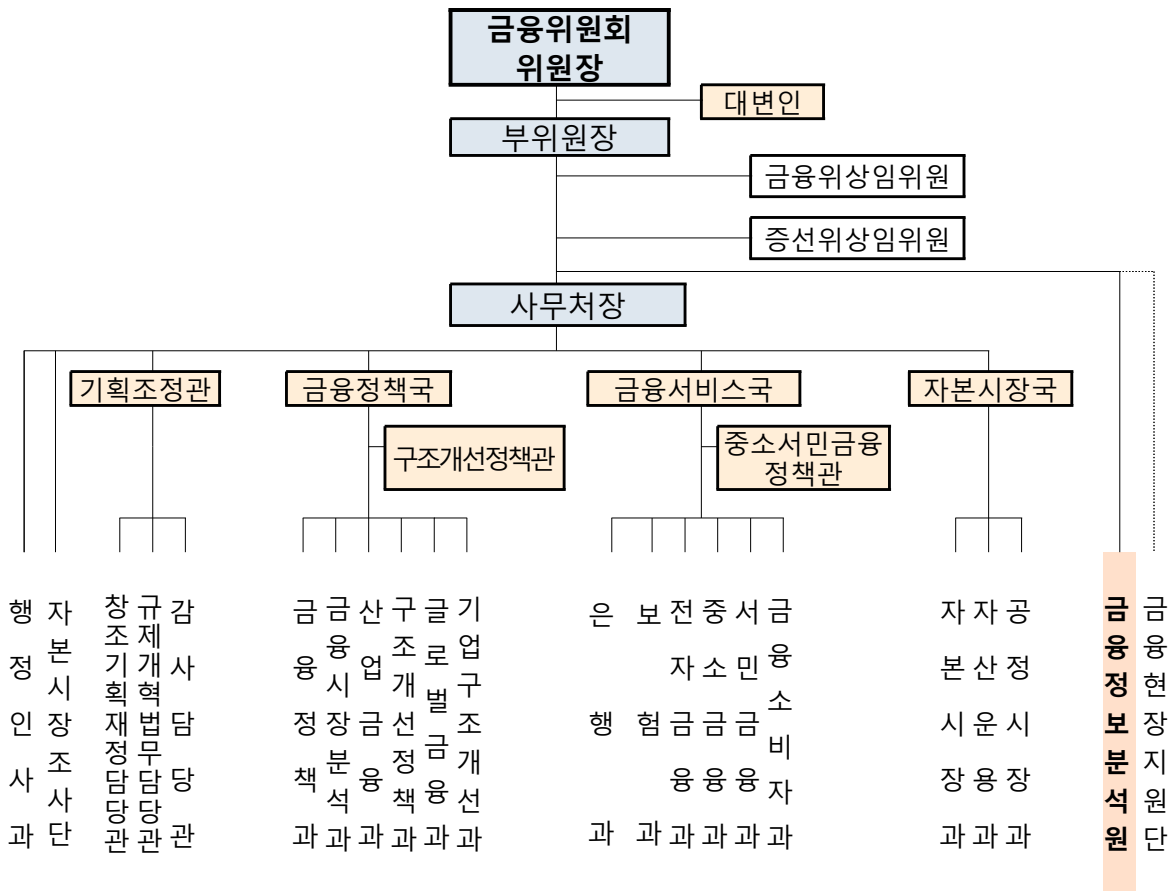 금융위원회
위원장
대변인
부위원장
금융위상임위원
증선위상임위원
사무처장
기획조정관
금융정책국
금융서비스국
자본시장국
구조개선정책관
중소서민금융
정책관
행정인사과
자본시장조사단
창조기획재정담당관
규제개혁법무담당관
감사담당관
금융정책과
금융시장분석과
산업금융과
구조개선정책과
글로벌금융과
기업구조개선과
은행과
보험과
전자금융과
중소금융과
서민금융과
금융소비자과
자본시장과
자산운용과
공정시장과
금융정보분석원
금융현장지원단